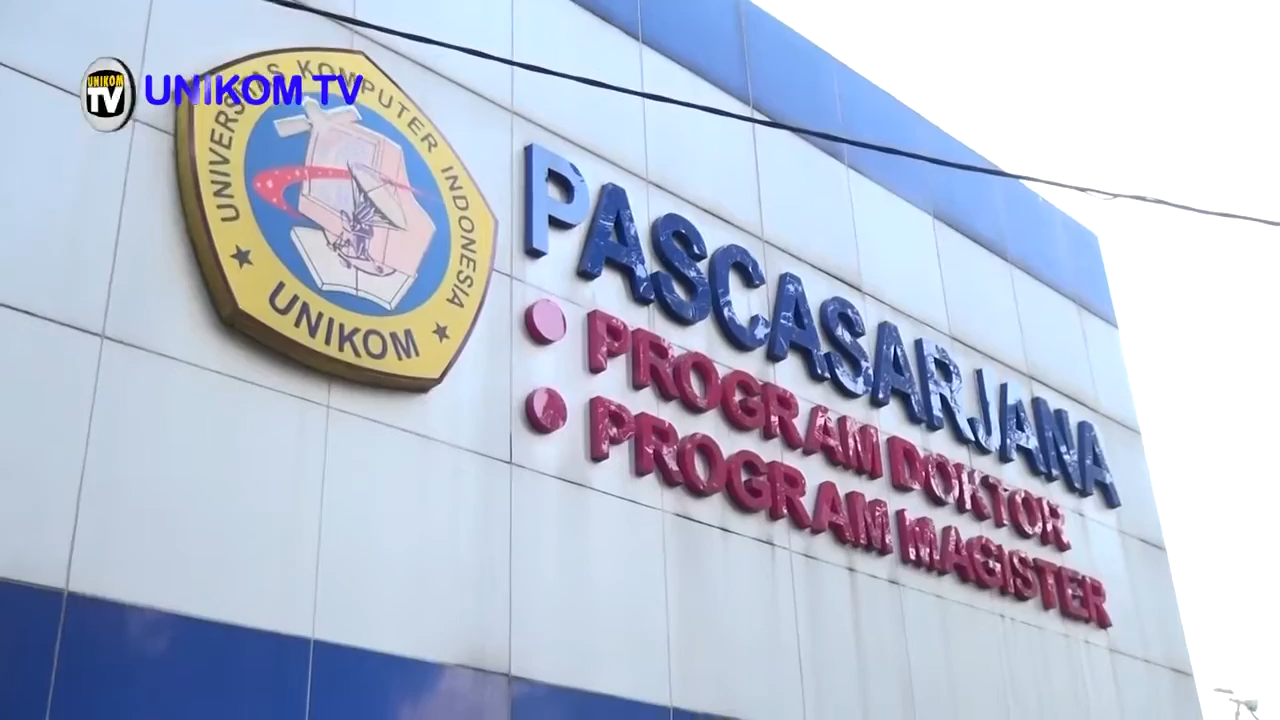 UNIKOM
TV
UNIKOM TV
UNIVERSITAS KOMPUTER INDONESIA
UNIKOM
PASCASARJANA
PROGRAM DOKTOR
PROGRAM MAGISTER